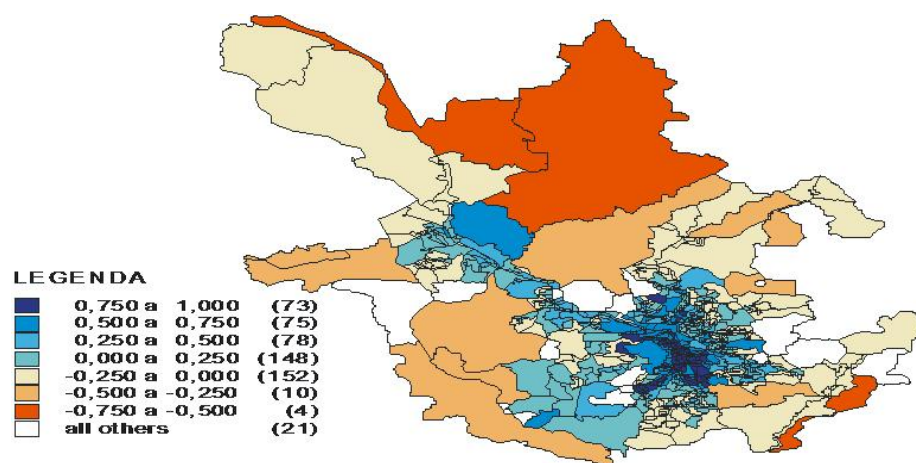 LEGENDA
0,750 a 1,000 (73)
0,500 a 0,750 (75)
0,250 a 0,500 (78)
0,000 a 0,250 (148)
-0,250 a 0,000 (152)
-0,500 a -0,250 (10)
-0,750 a -0,500 (4)
all others (21)